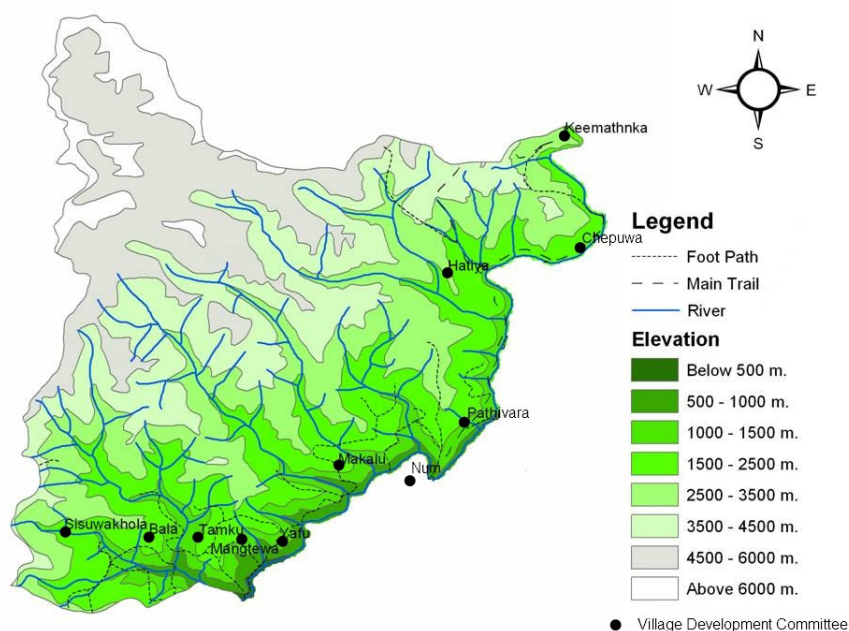 N
W E
S
Keemathnka
Chepuwa
Hatiya
Pathivara
Makalu
Num
Sisuwakhola
Bala
Tamku
Mangtewa
Yafu
Legend
Foot Path
Main Trail
River
Elevation
Below 500 m.
500 - 1000 m.
1000 - 1500 m.
1500 - 2500 m.
2500 - 3500 m.
3500 - 4500 m.
4500 - 6000 m.
Above 6000 m.
Village Development Committee